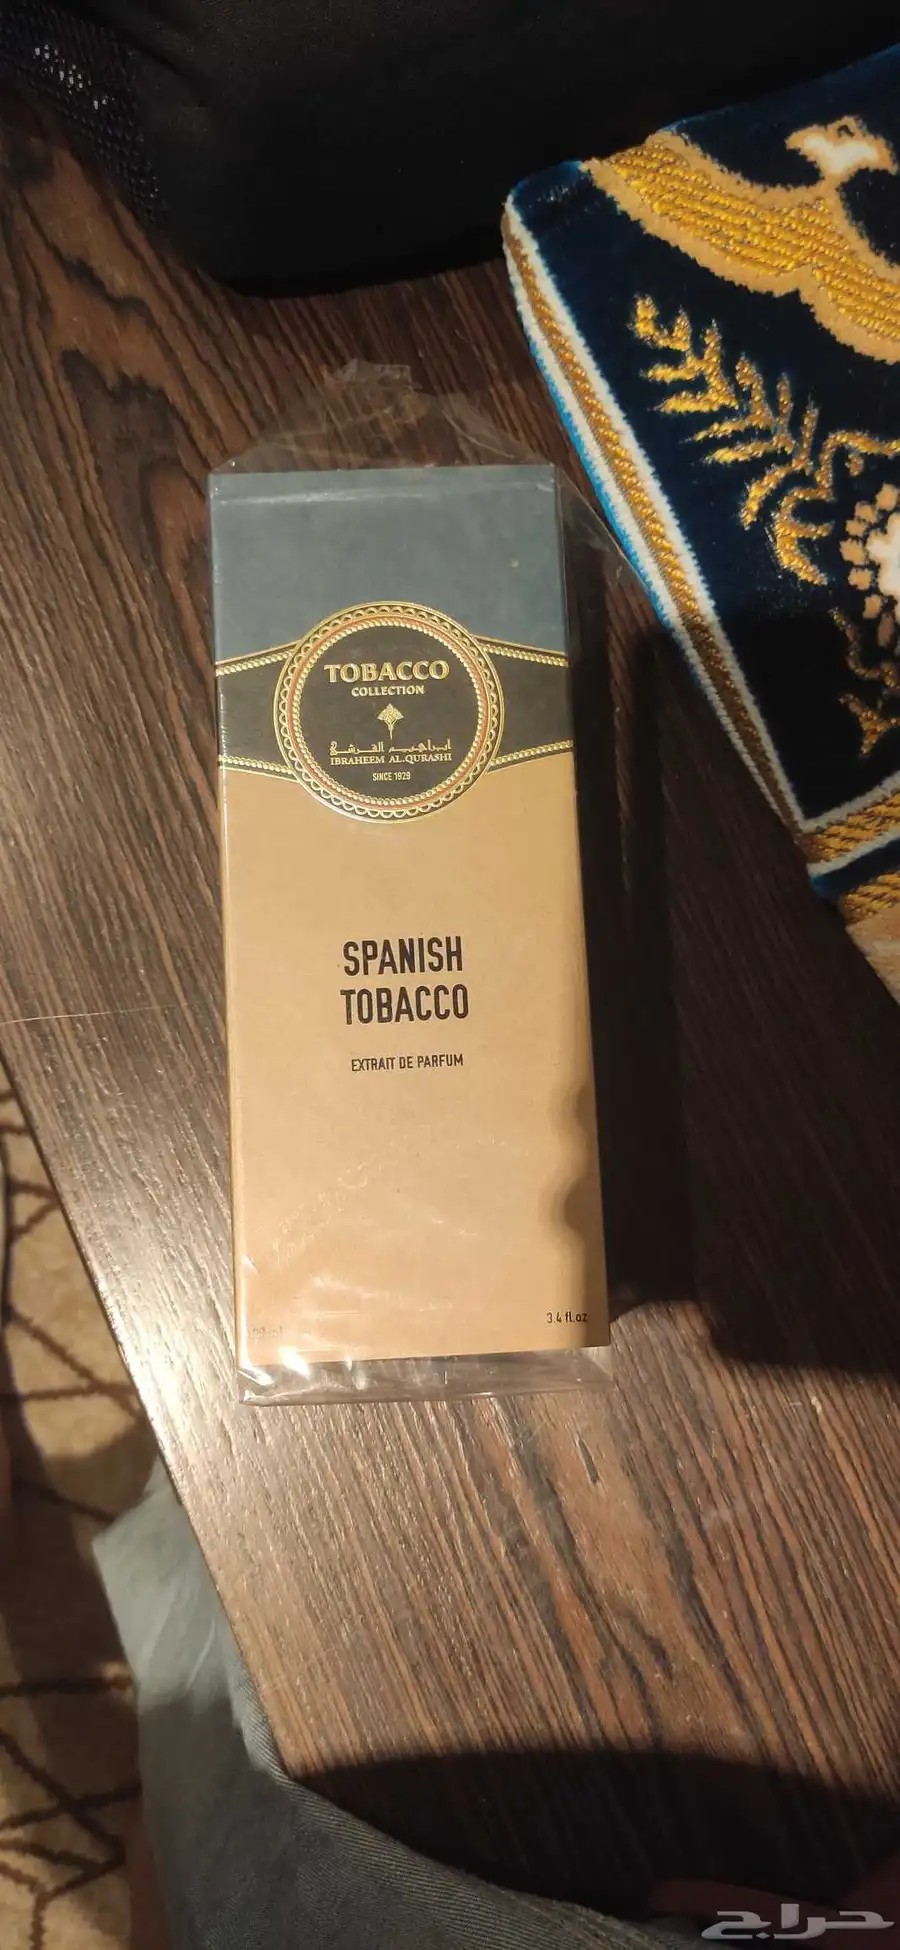 TOBACCO
COLLECTION
ابراهيم القرشي
IBRAHEEM AL.QURASHI
SINCE 1929
SPANISH
TOBACCO
EXTRAIT DE PARFUM
3.4 fl.oz
حراج